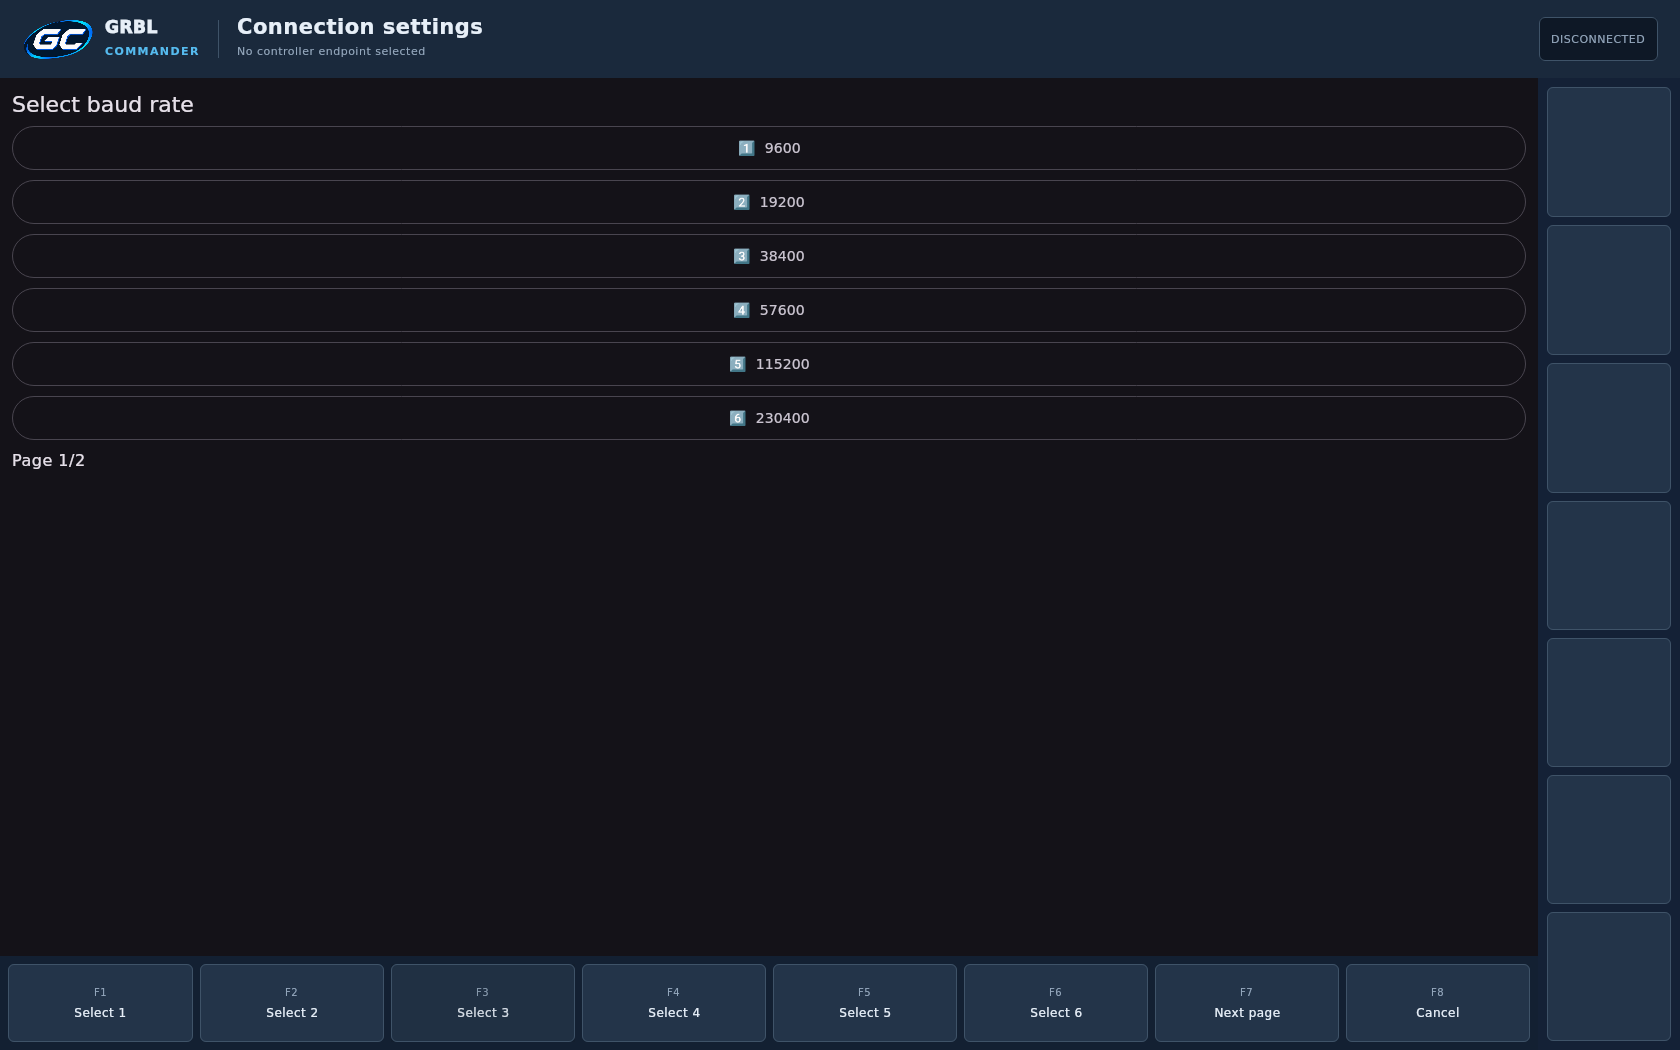 GC
GRBL
COMMANDER
Connection settings
No controller endpoint selected
DISCONNECTED
Select baud rate
1 9600
2 19200
3 38400
4 57600
5 115200
6 230400
Page 1/2
F1
Select 1
F2
Select 2
F3
Select 3
F4
Select 4
F5
Select 5
F6
Select 6
F7
Next page
F8
Cancel